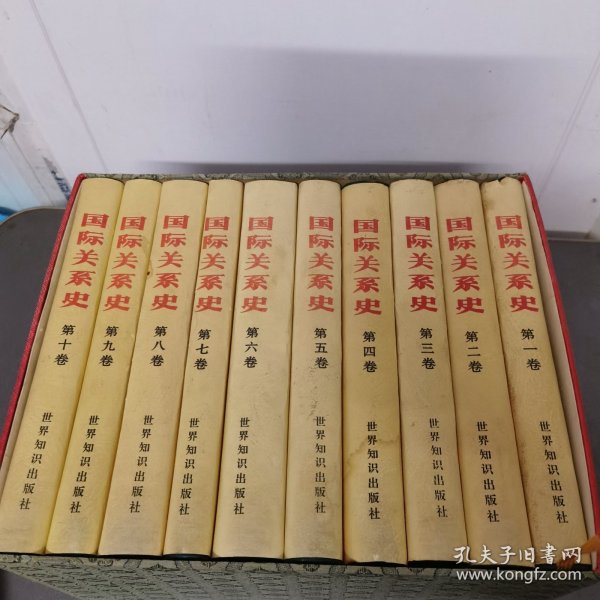 国际关系史
第十卷
世界知识出版社
国际关系史
第九卷
世界知识出版社
国际关系史
第八卷
世界知识出版社
国际关系史
第七卷
世界知识出版社
国际关系史
第六卷
世界知识出版社
国际关系史
第五卷
世界知识出版社
国际关系史
第四卷
世界知识出版社
国际关系史
第三卷
世界知识出版社
国际关系史
第二卷
世界知识出版社
国际关系史
第一卷
世界知识出版社
孔夫子旧书网
www.kongfz.com